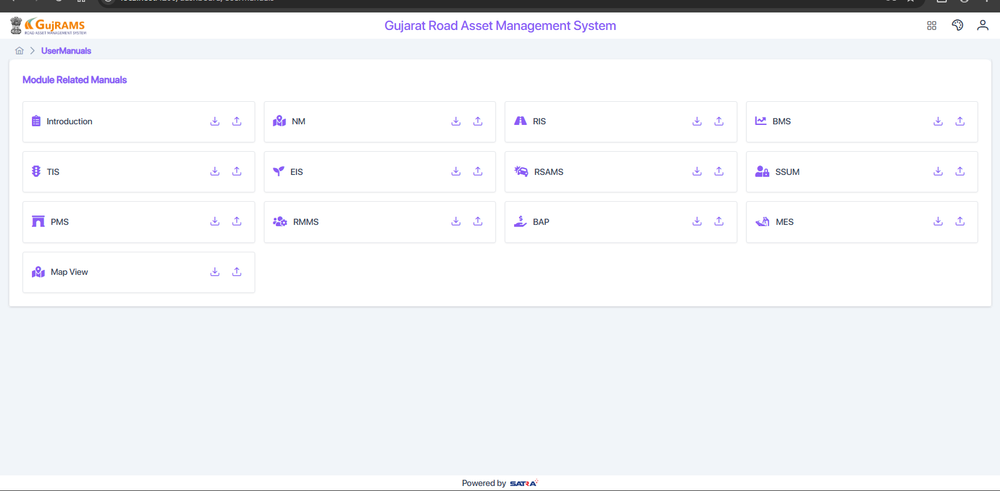 GujRAMS
ROAD ASSET MANAGEMENT SYSTEM
Gujarat Road Asset Management System
UserManuals
Module Related Manuals
Introduction
NM
RIS
BMS
TIS
EIS
RSAMS
SSUM
PMS
RMMS
BAP
MES
Map View
Powered by SATRA